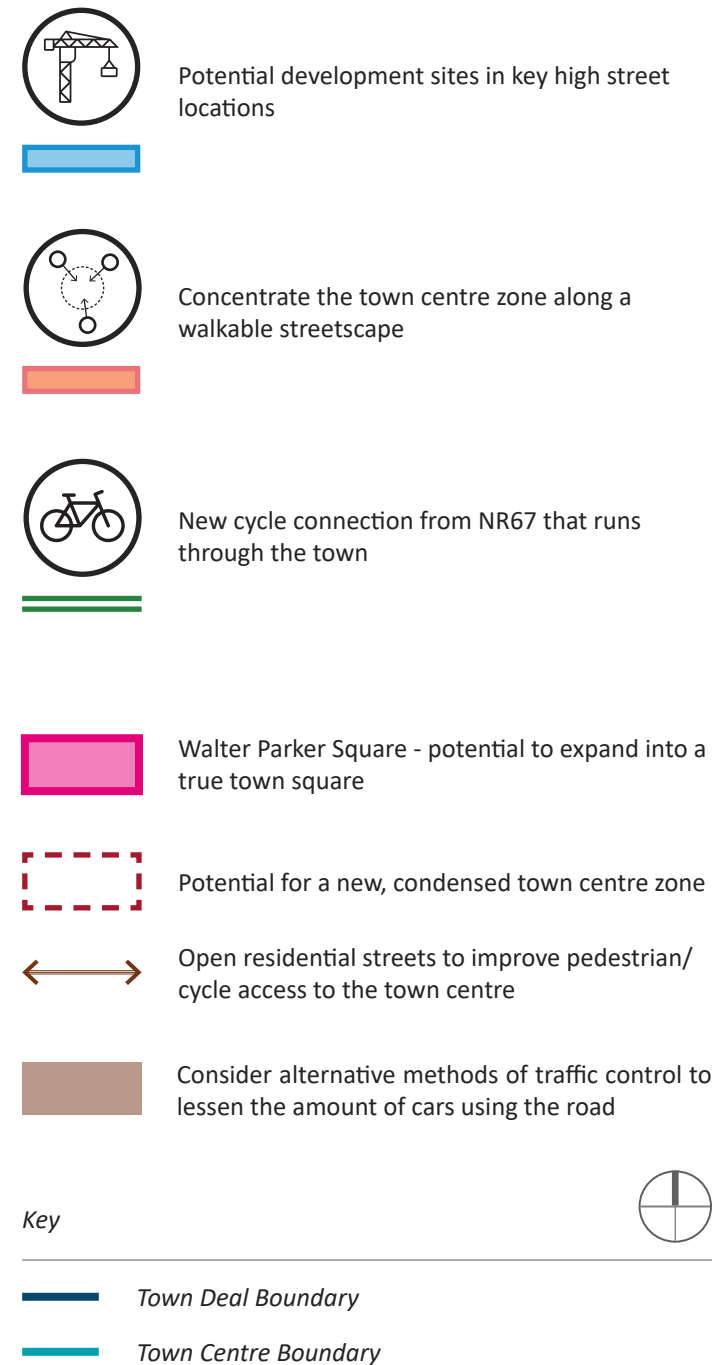 Potential development sites in key high street
locations
Concentrate the town centre zone along a
walkable streetscape
New cycle connection from NR67 that runs
through the town
Walter Parker Square - potential to expand into a
true town square
Potential for a new, condensed town centre zone
Open residential streets to improve pedestrian/
cycle access to the town centre
Consider alternative methods of traffic control to
lessen the amount of cars using the road
Key
Town Deal Boundary
Town Centre Boundary